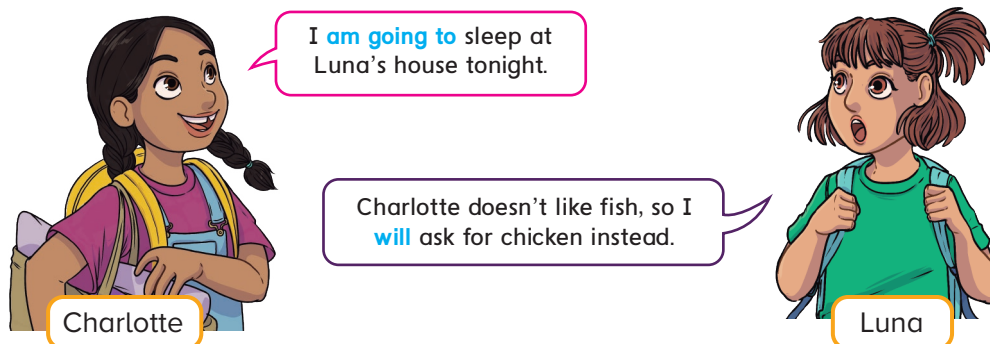 I am going to sleep at
Luna's house tonight.
Charlotte doesn't like fish, so I
will ask for chicken instead.
Charlotte
Luna